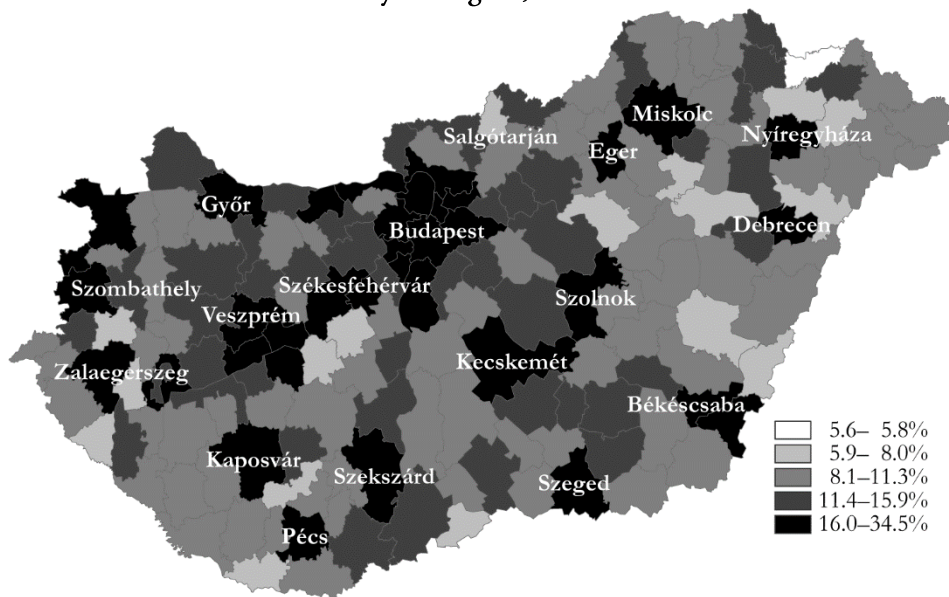 Miskolc
Salgótarján
Nyíregyháza
Eger
Győr
Debrecen
Budapest
Szombathely
Székesfehérvár
Szolnok
Veszprém
Kecskemét
Zalaegerszeg
Békéscsaba
Kaposvár
Szekszárd
Szeged
Pécs
5.6– 5.8%
5.9– 8.0%
8.1–11.3%
11.4–15.9%
16.0–34.5%